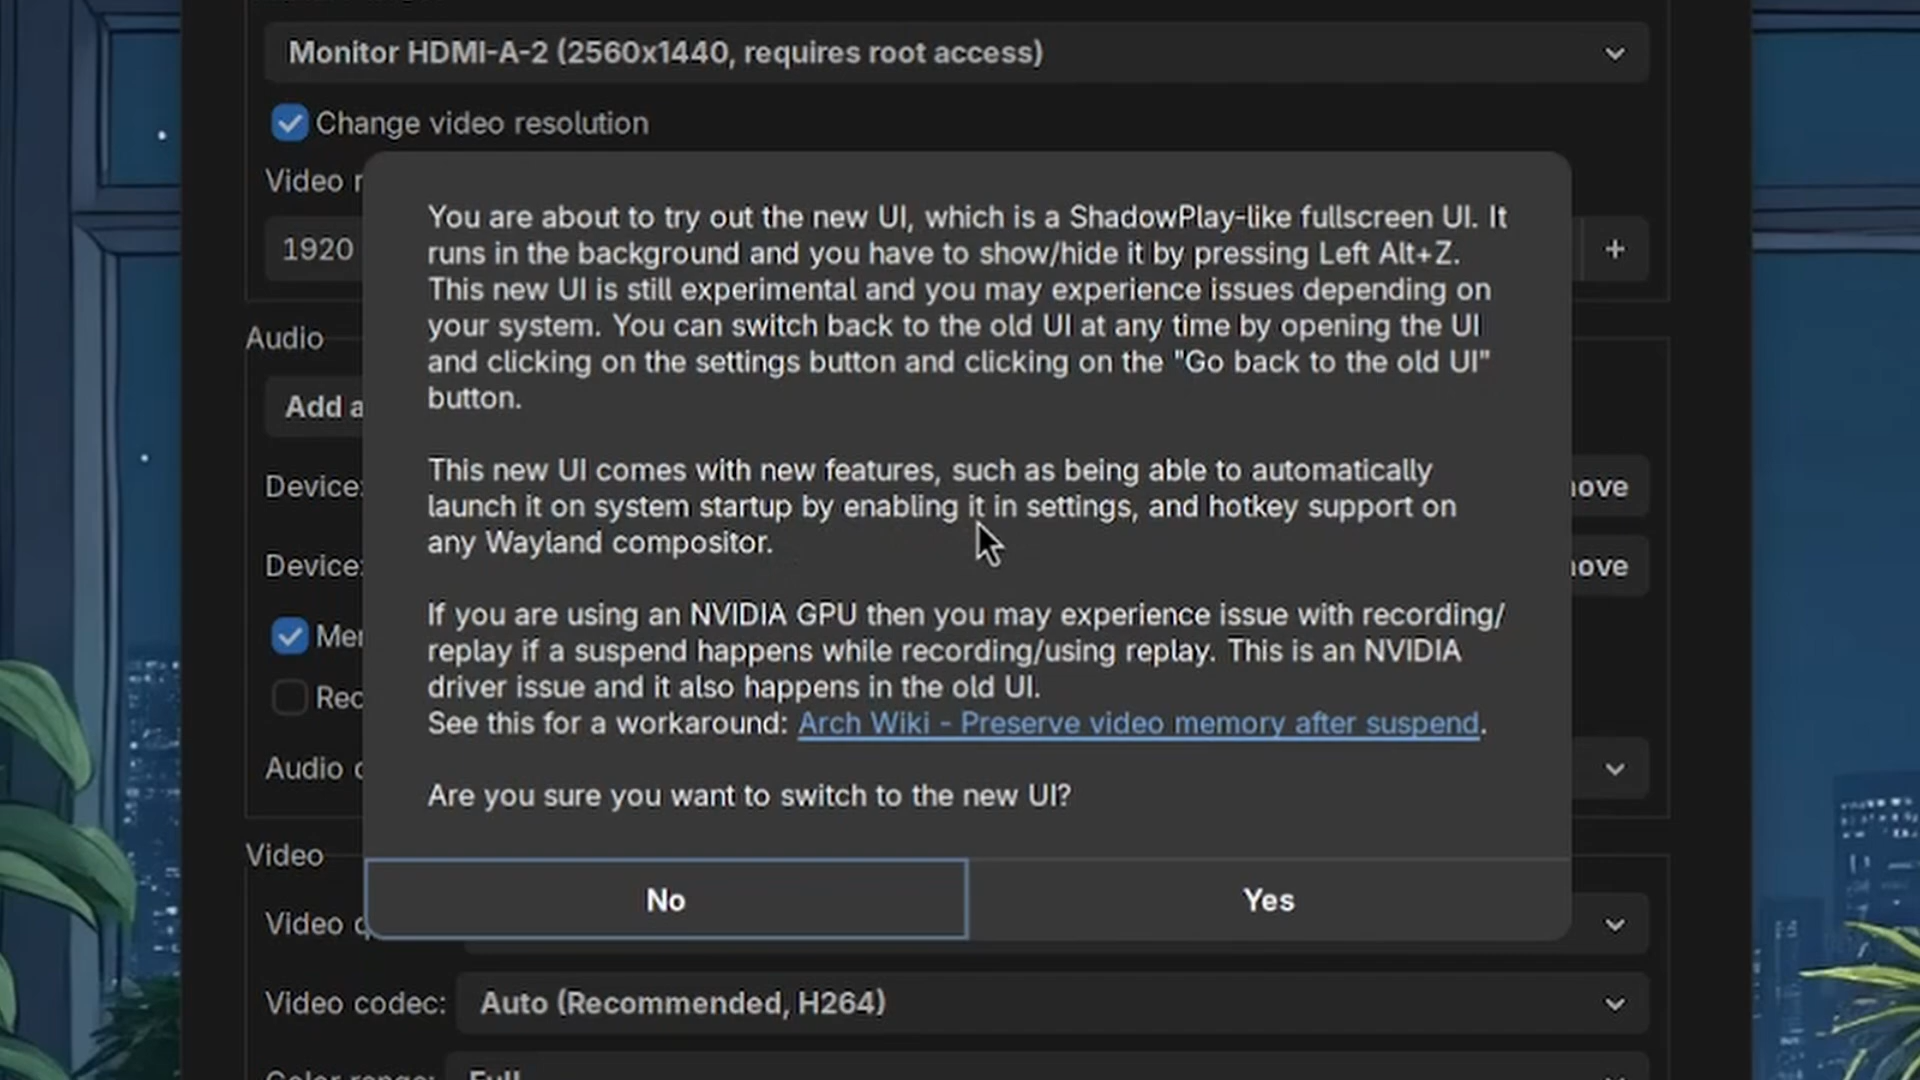 Monitor HDMI-A-2 (2560x1440, requires root access)
Change video resolution
Video r
You are about to try out the new UI, which is a ShadowPlay-like fullscreen UI. It
runs in the background and you have to show/hide it by pressing Left Alt+Z.
This new UI is still experimental and you may experience issues depending on
your system. You can switch back to the old UI at any time by opening the UI
and clicking on the settings button and clicking on the "Go back to the old UI"
button.
1920
+
Audio
Add a
This new UI comes with new features, such as being able to automatically
launch it on system startup by enabling it in settings, and hotkey support on
any Wayland compositor.
Device:
ove
Device:
ove
If you are using an NVIDIA GPU then you may experience issue with recording/
replay if a suspend happens while recording/using replay. This is an NVIDIA
driver issue and it also happens in the old UI.
See this for a workaround: Arch Wiki - Preserve video memory after suspend.
Mer
Rec
Audio c
Are you sure you want to switch to the new UI?
Video
No
Yes
Video q
Video codec:
Auto (Recommended, H264)
Color range:
Full